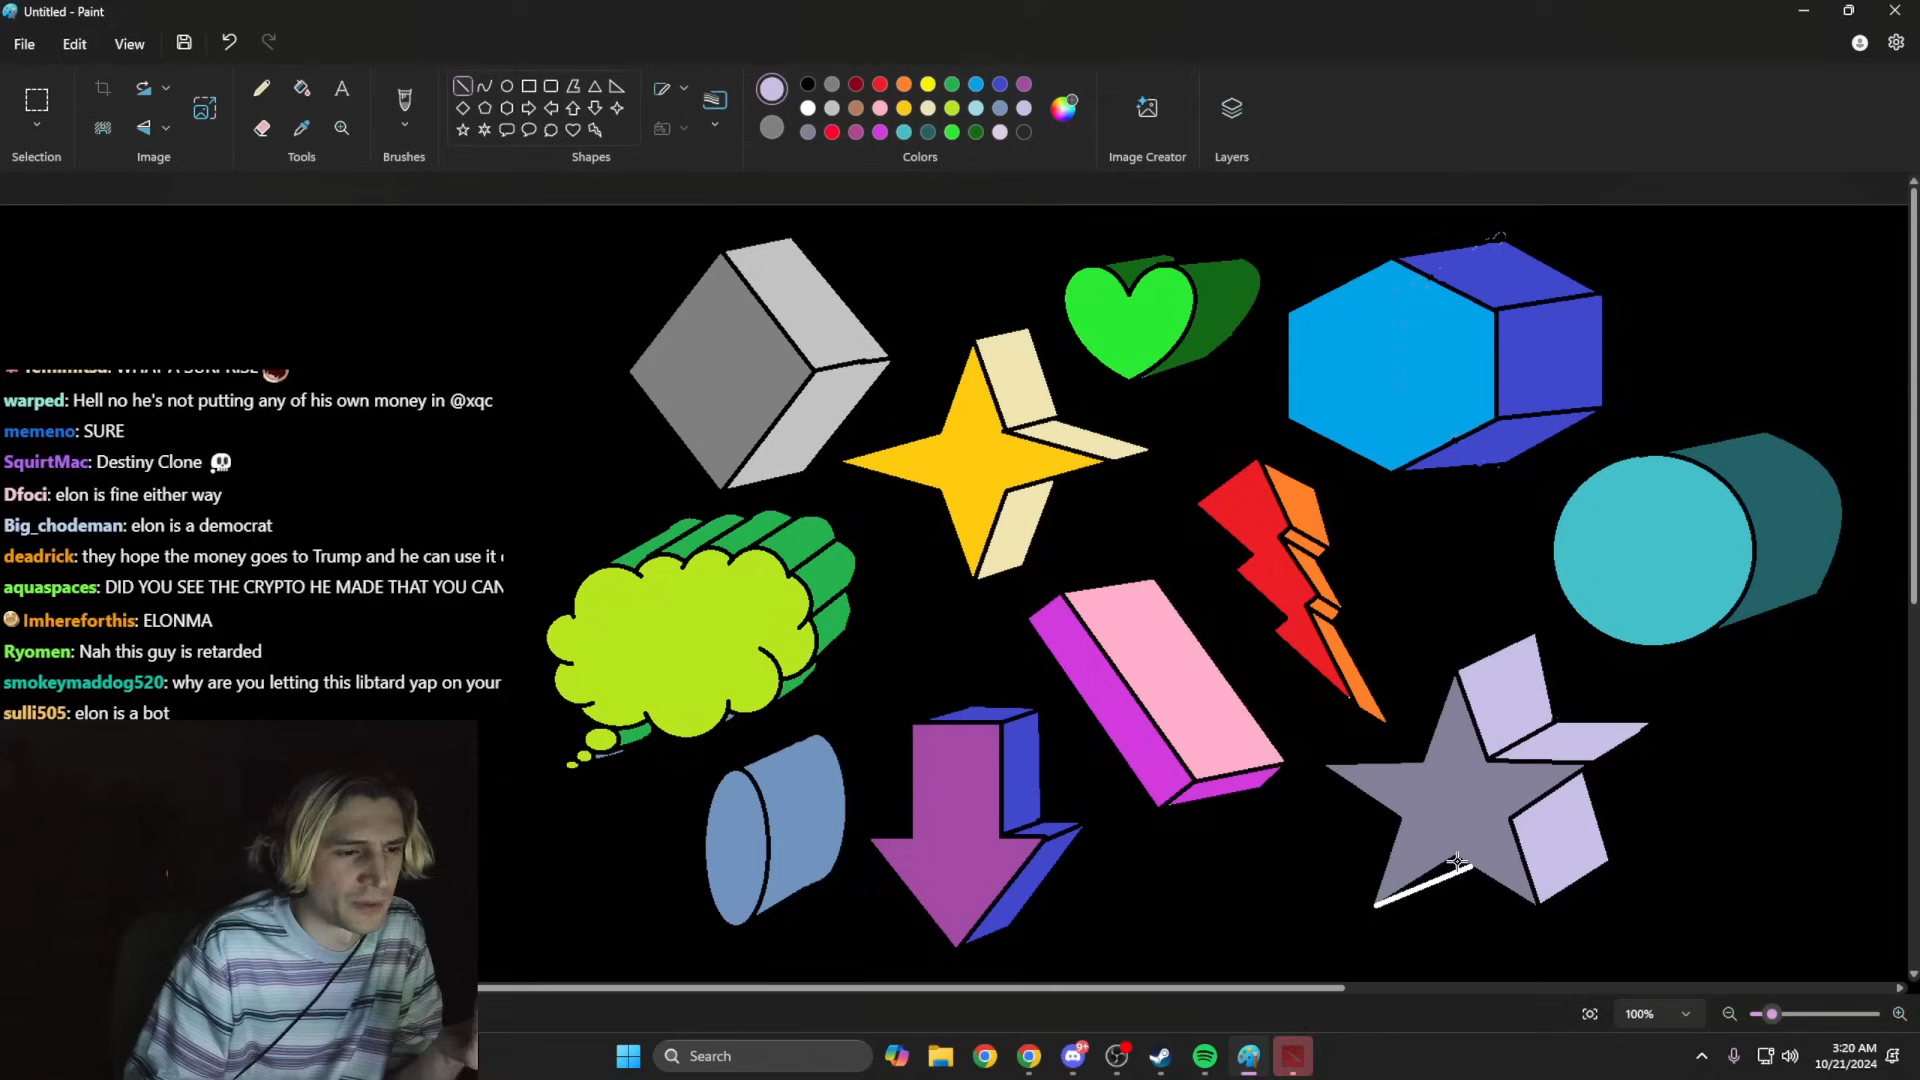 Untitled - Paint
File Edit View
Selection Image Tools Brushes Shapes Colors Image Creator Layers
warped: Hell no he's not putting any of his own money in @xqc
memeno: SURE
SquirtMac: Destiny Clone
Dfoci: elon is fine either way
Big_chodeman: elon is a democrat
deadrick: they hope the money goes to Trump and he can use it
aquaspaces: DID YOU SEE THE CRYPTO HE MADE THAT YOU CAN
Imhereforthis: ELONMA
Ryomen: Nah this guy is retarded
smokeymaddog520: why are you letting this libtard yap on your
sulli505: elon is a bot
100%
Search
9+
3:20 AM
10/21/2024